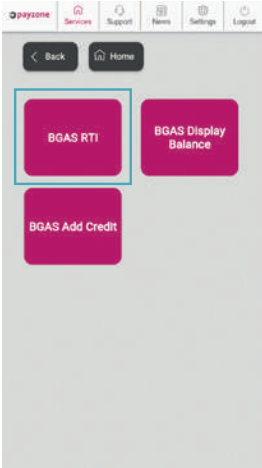 payzone
Services
Support
News
Settings
Logout
Back
Home
BGAS RTI
BGAS Display
Balance
BGAS Add Credit